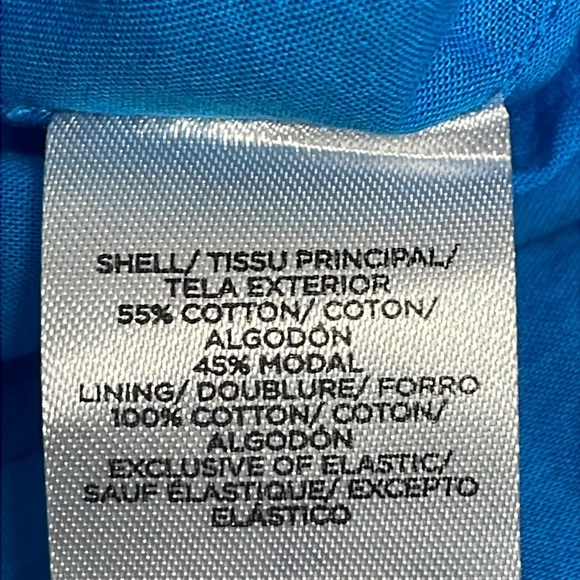 SHELL/ TISSU PRINCIPAL/
TELA EXTERIOR
55% COTTON/ COTON/
ALGODÓN
45% MODAL
LINING/ DOUBLURE/ FORRO
100% COTTON/ COTON/
ALGODÓN
EXCLUSIVE OF ELASTIC/
SAUF ÉLASTIQUE/ EXCEPTO
ELÁSTICO